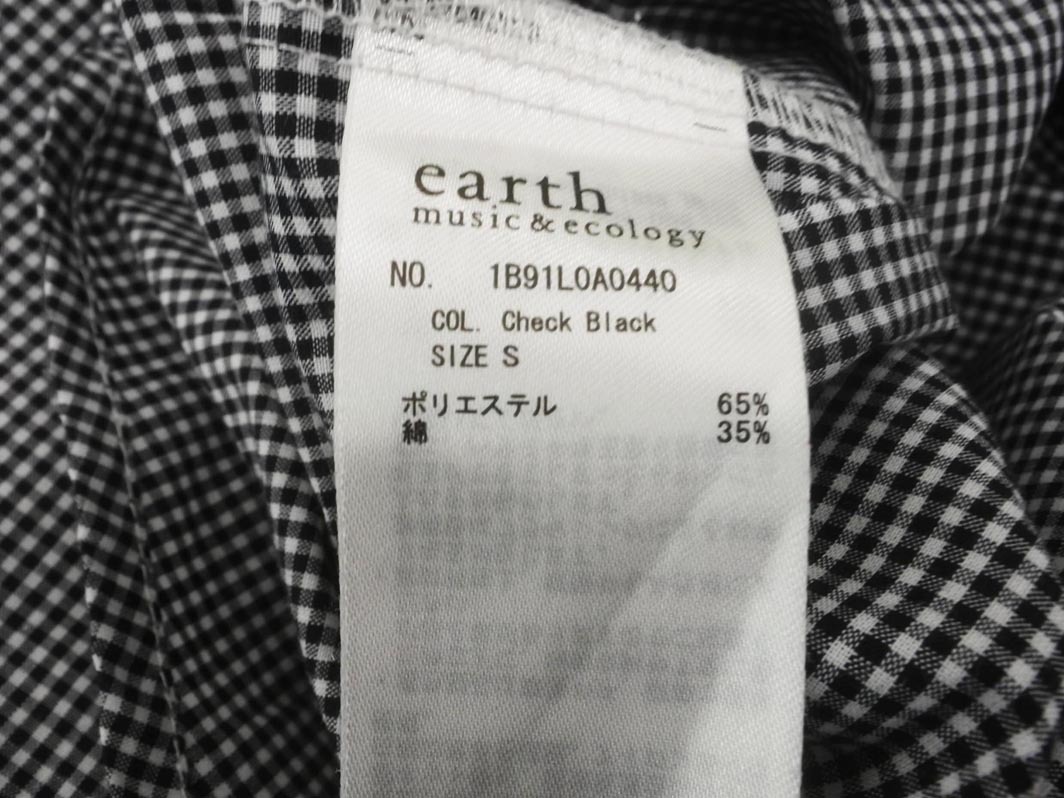 earth
music & ecology
NO. 1B91L0A0440
COL. Check Black
SIZE S
ポリエステル 65%
綿 35%